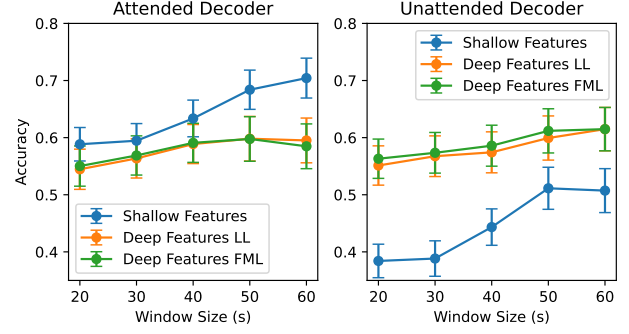 Attended Decoder
Unattended Decoder
0.8
0.7
0.6
0.5
0.4
Accuracy
20
30
40
50
60
Window Size (s)
Shallow Features
Deep Features LL
Deep Features FML
0.8
0.7
0.6
0.5
0.4
20
30
40
50
60
Window Size (s)
Shallow Features
Deep Features LL
Deep Features FML